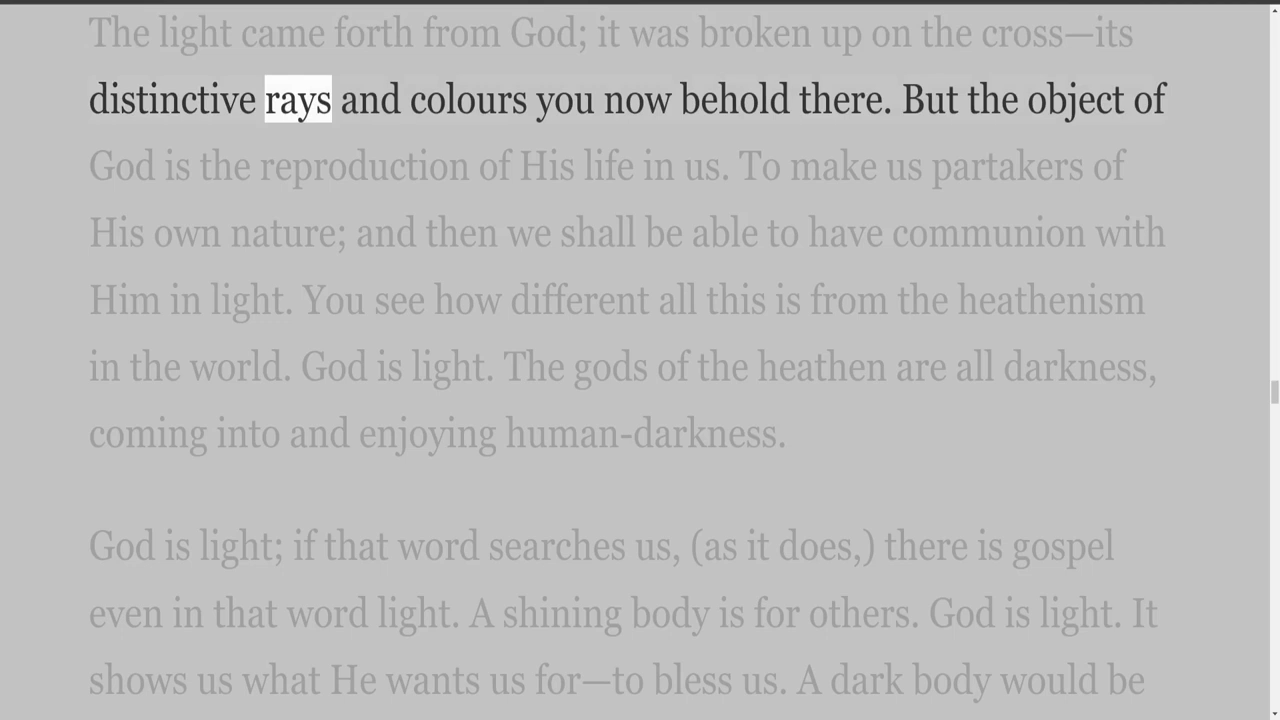 The light came forth from God; it was broken up on the cross—its
distinctive rays and colours you now behold there. But the object of
God is the reproduction of His life in us. To make us partakers of
His own nature; and then we shall be able to have communion with
Him in light. You see how different all this is from the heathenism
in the world. God is light. The gods of the heathen are all darkness,
coming into and enjoying human-darkness.
God is light; if that word searches us, (as it does,) there is gospel
even in that word light. A shining body is for others. God is light. It
shows us what He wants us for—to bless us. A dark body would be